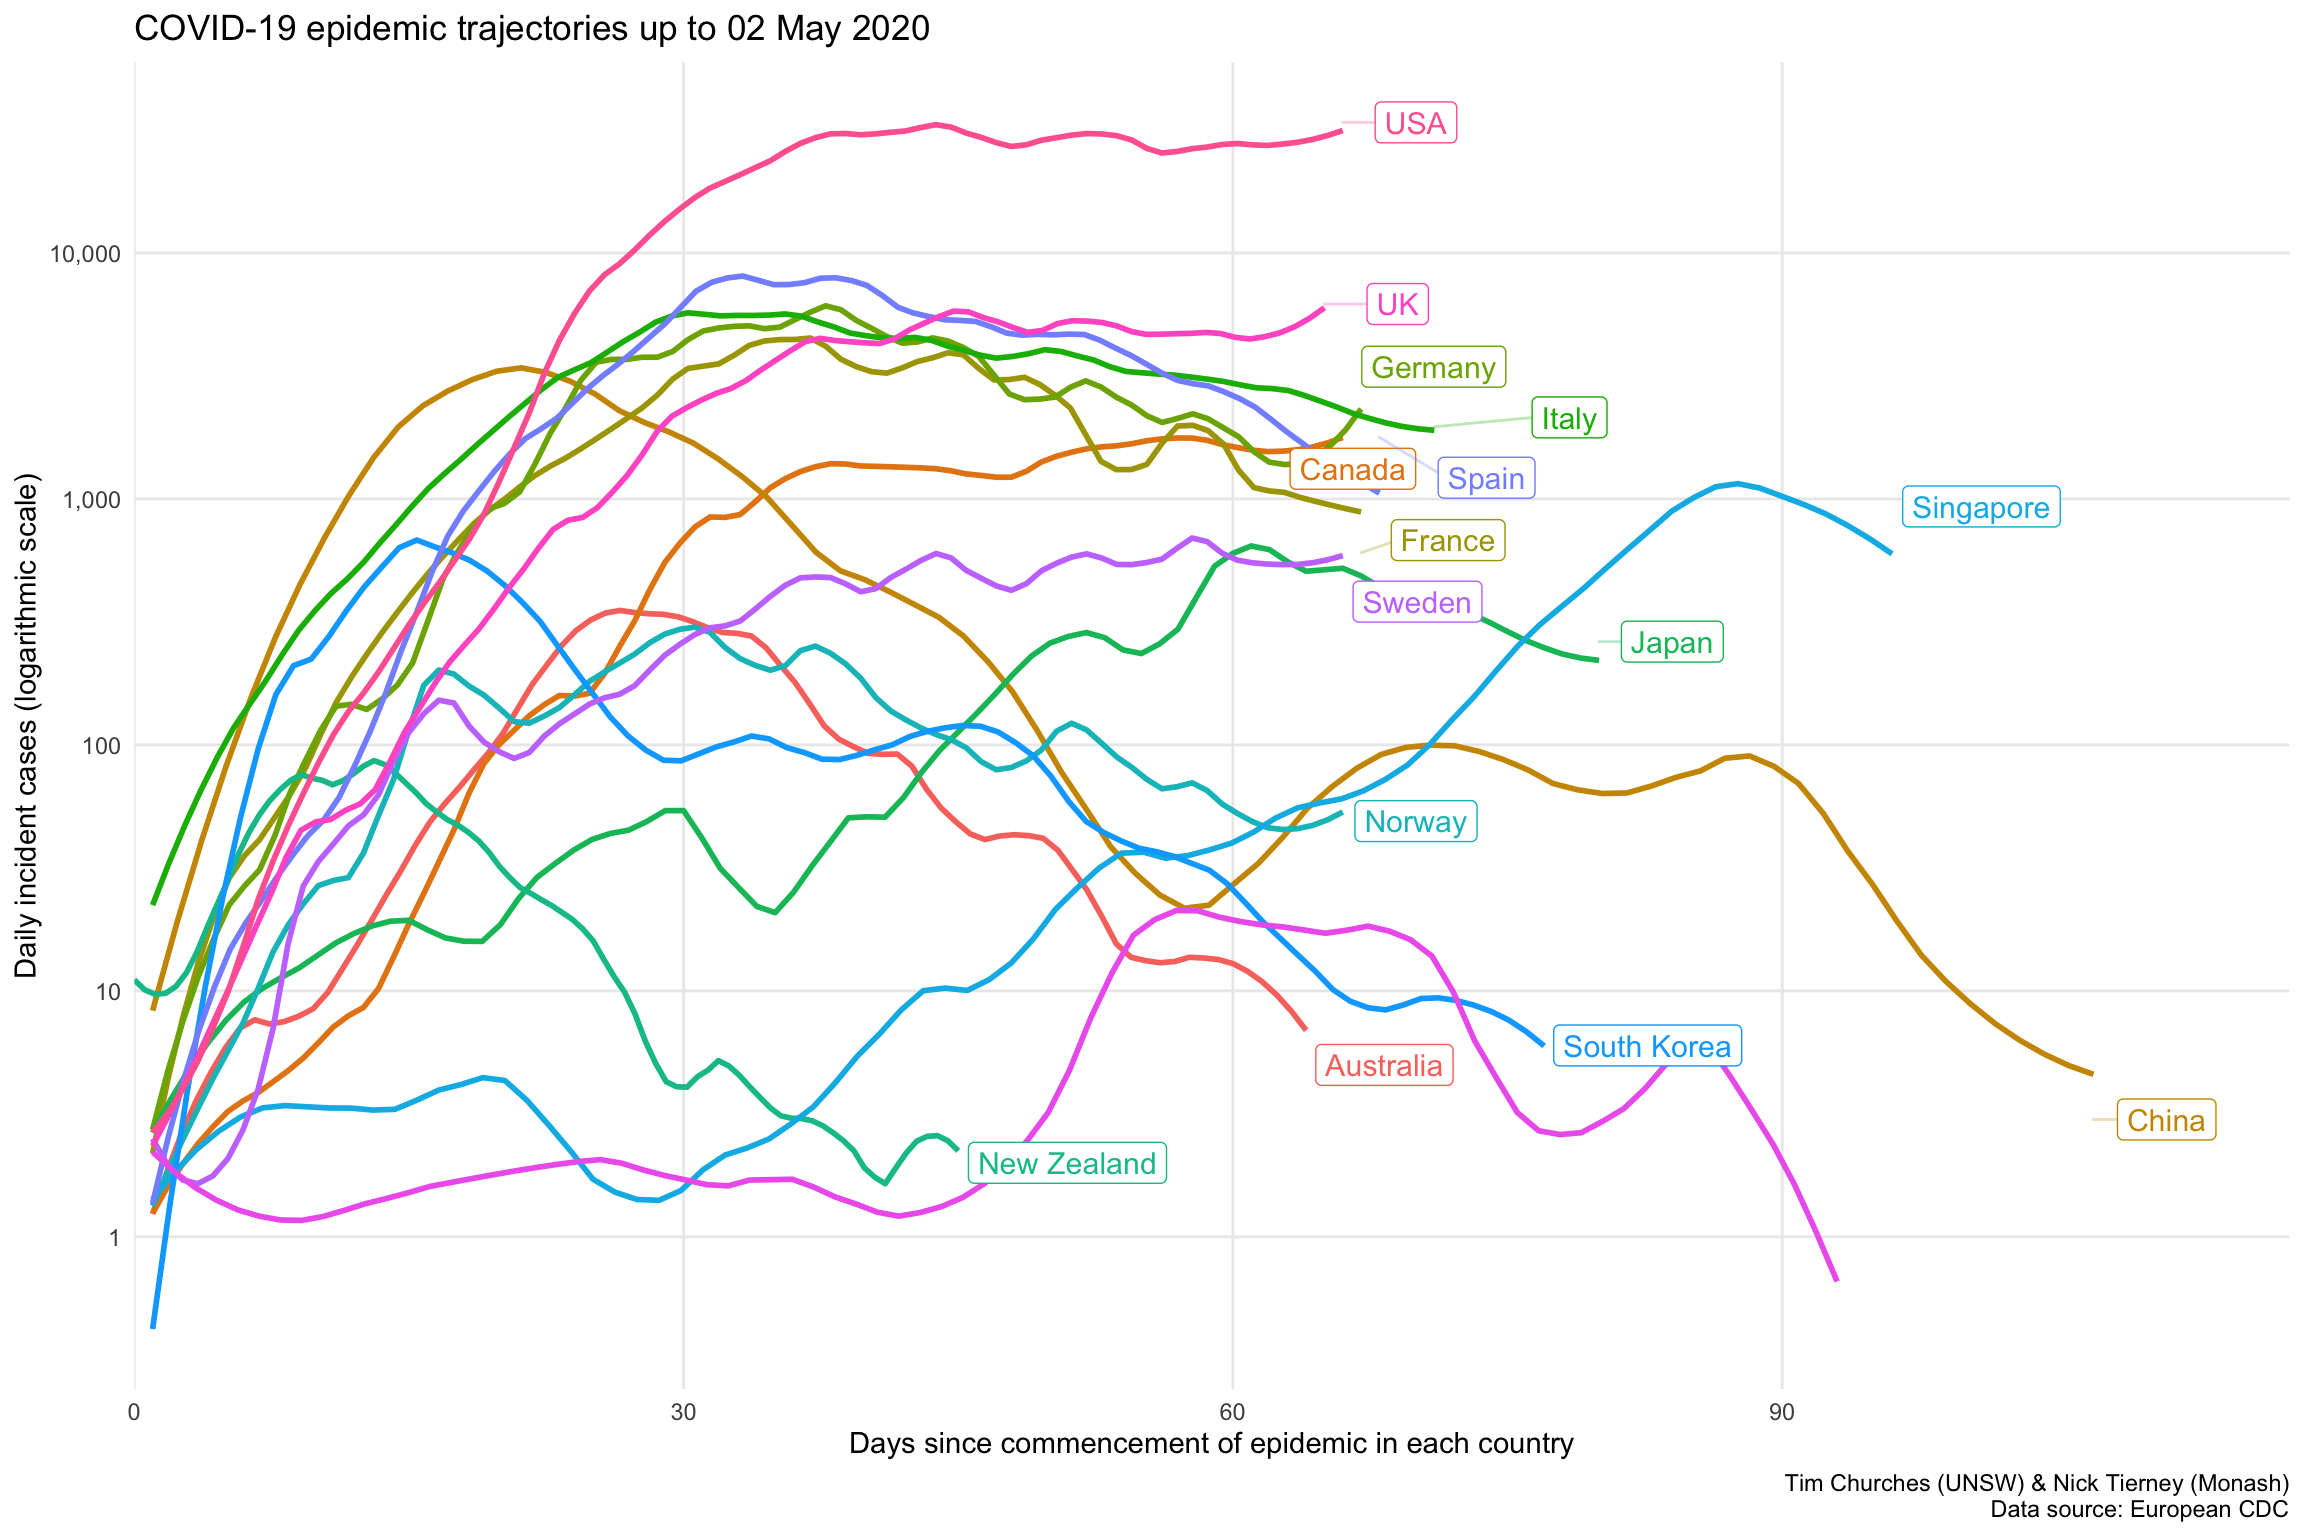 COVID-19 epidemic trajectories up to 02 May 2020
USA
10,000
UK
Germany
Italy
Canada
Spain
1,000
Singapore
France
Sweden
Japan
100
Norway
10
South Korea
Australia
China
New Zealand
1
Daily incident cases (logarithmic scale)
0
30
60
90
Days since commencement of epidemic in each country
Tim Churches (UNSW) & Nick Tierney (Monash)
Data source: European CDC